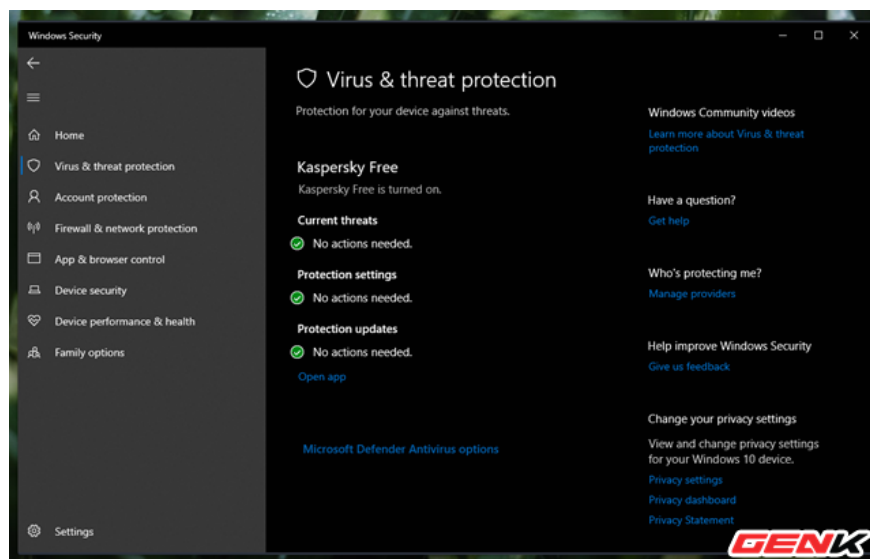 Windows Security
Home
Virus & threat protection
Account protection
Firewall & network protection
App & browser control
Device security
Device performance & health
Family options
Settings
Virus & threat protection
Protection for your device against threats.
Kaspersky Free
Kaspersky Free is turned on.
Current threats
No actions needed.
Protection settings
No actions needed.
Protection updates
No actions needed.
Open app
Microsoft Defender Antivirus options
Windows Community videos
Learn more about Virus & threat
protection
Have a question?
Get help
Who's protecting me?
Manage providers
Help improve Windows Security
Give us feedback
Change your privacy settings
View and change privacy settings
for your Windows 10 device.
Privacy settings
Privacy dashboard
Privacy Statement
GENK